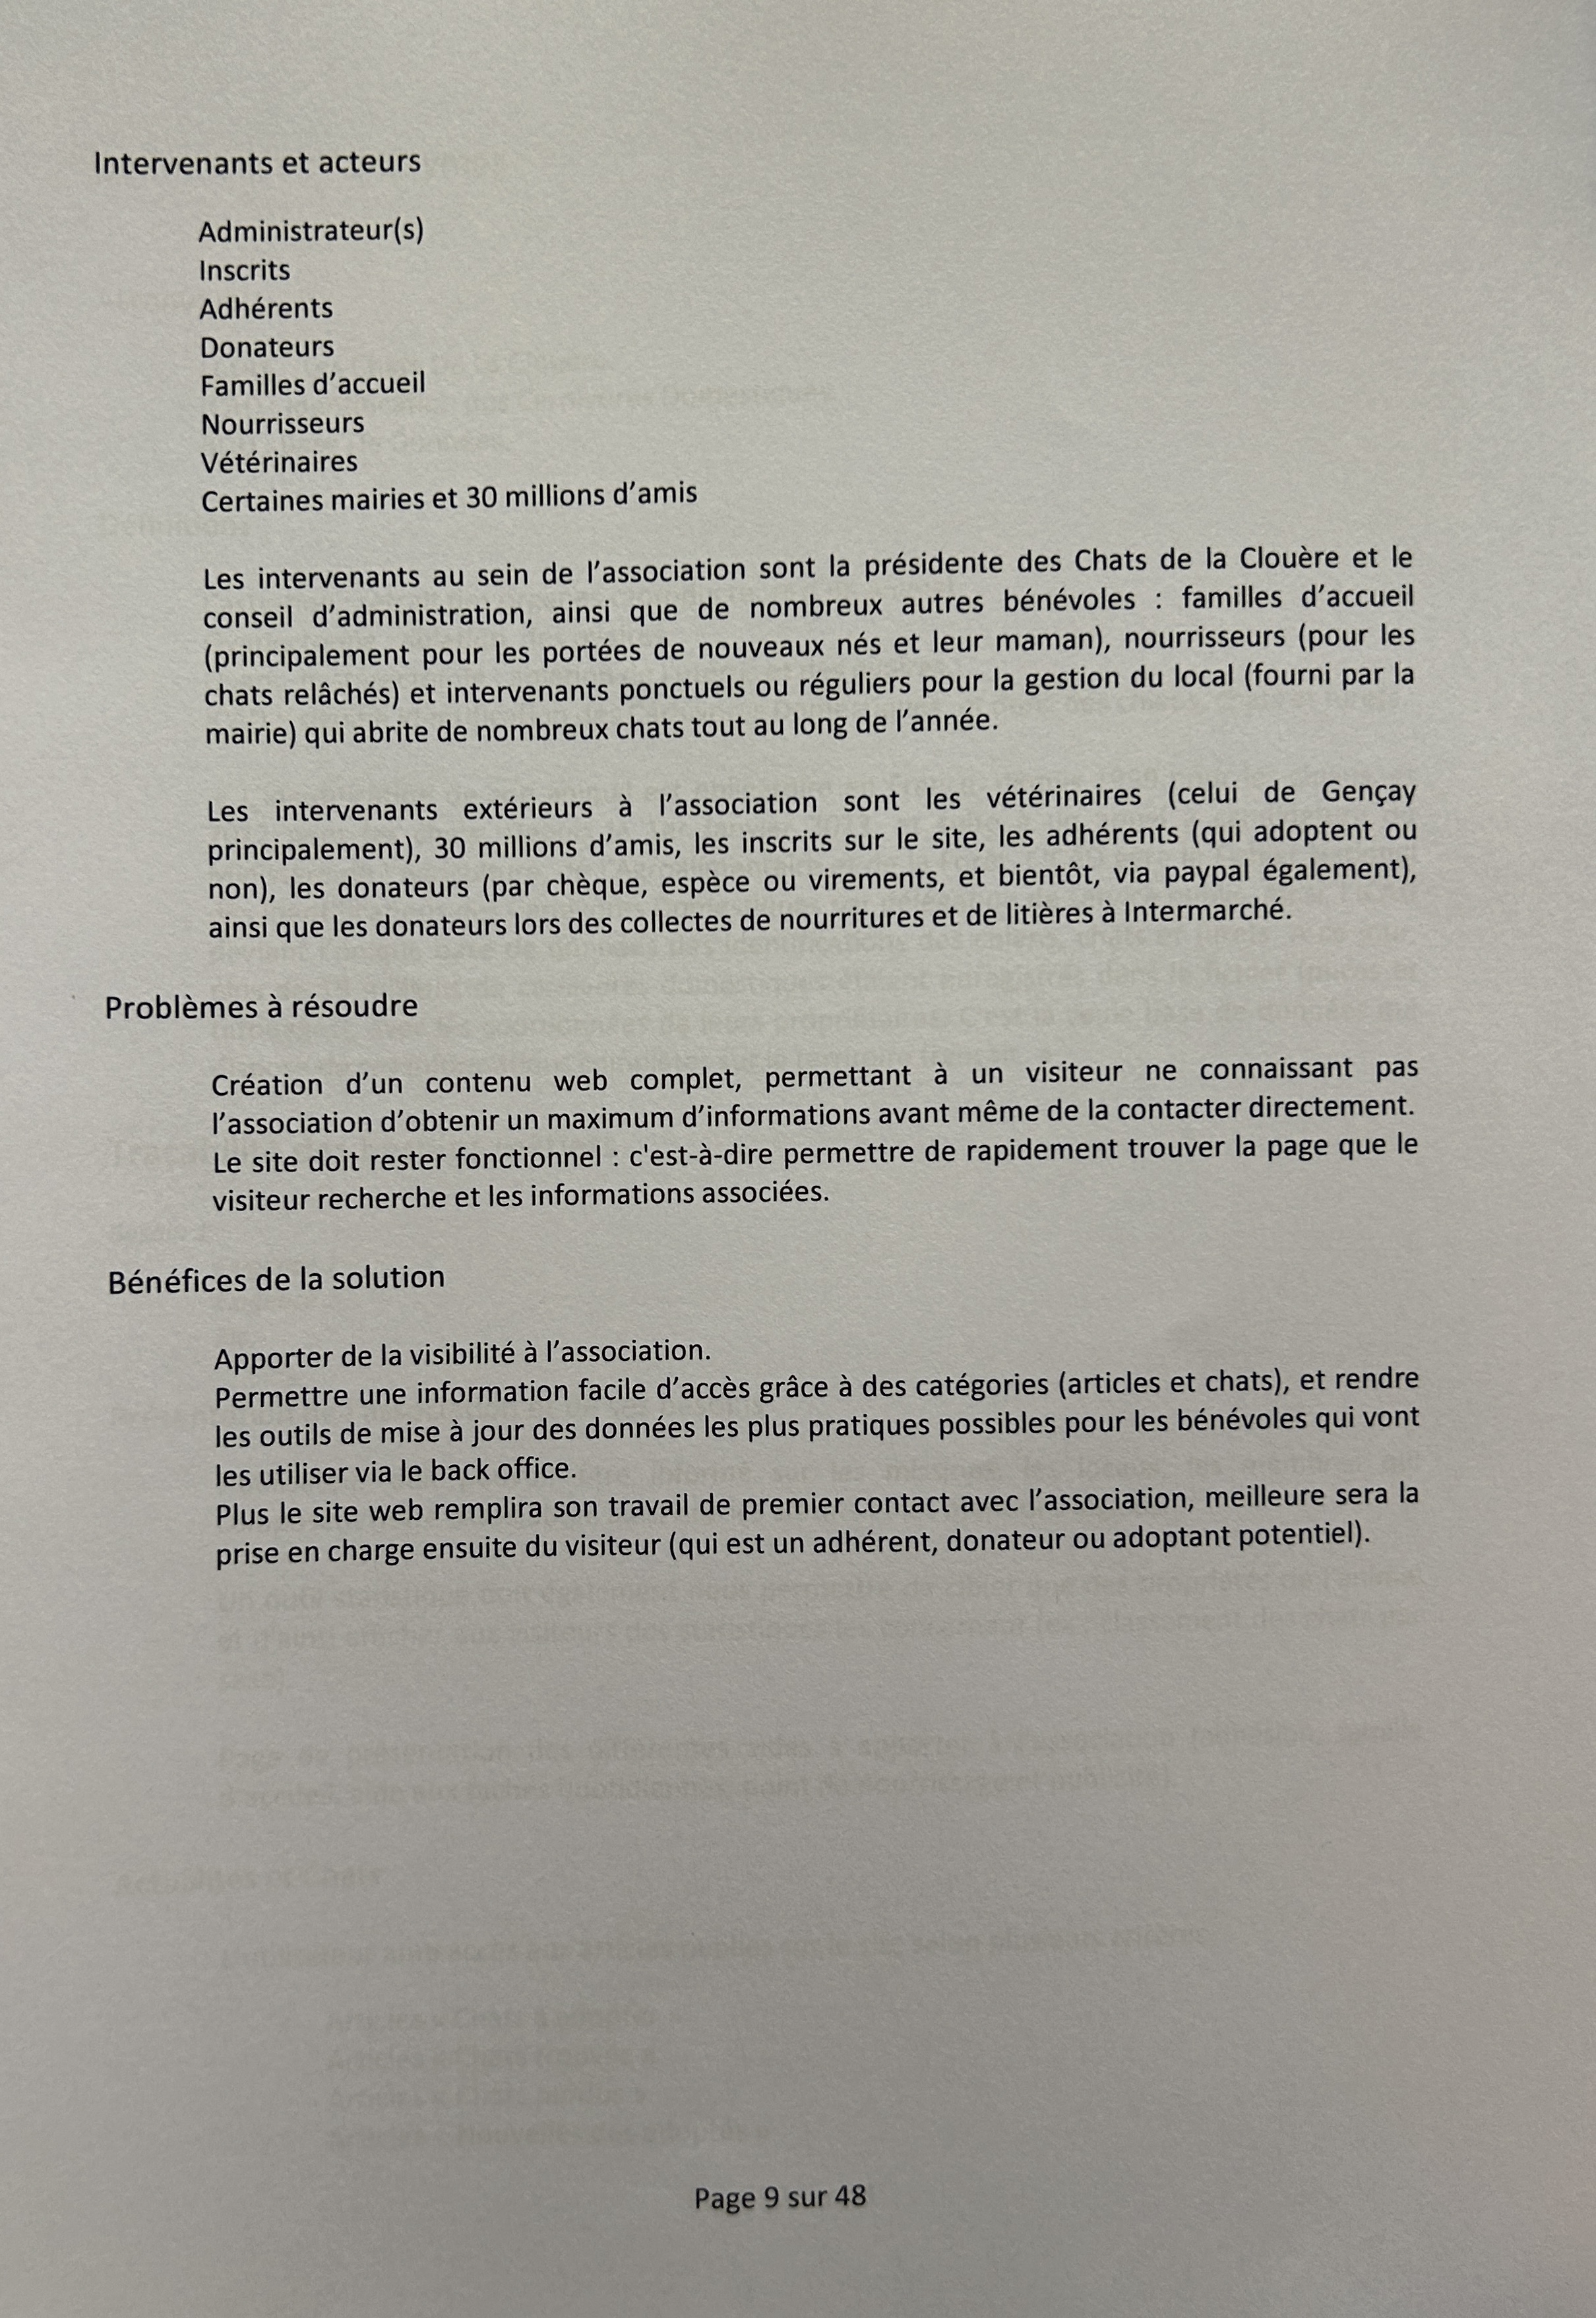 Intervenants et acteurs
Administrateur(s)
Inscrits
Adhérents
Donateurs
Familles d’accueil
Nourrisseurs
Vétérinaires
Certaines mairies et 30 millions d’amis
Les intervenants au sein de l’association sont la présidente des Chats de la Clouère et le
conseil d’administration, ainsi que de nombreux autres bénévoles : familles d’accueil
(principalement pour les portées de nouveaux nés et leur maman), nourrisseurs (pour les
chats relâchés) et intervenants ponctuels ou réguliers pour la gestion du local (fourni par la
mairie) qui abrite de nombreux chats tout au long de l’année.
Les intervenants extérieurs à l’association sont les vétérinaires (celui de Gençay
principalement), 30 millions d’amis, les inscrits sur le site, les adhérents (qui adoptent ou
non), les donateurs (par chèque, espèce ou virements, et bientôt, via paypal également),
ainsi que les donateurs lors des collectes de nourritures et de litières à Intermarché.
Problèmes à résoudre
Création d’un contenu web complet, permettant à un visiteur ne connaissant pas
l’association d’obtenir un maximum d’informations avant même de la contacter directement.
Le site doit rester fonctionnel : c'est-à-dire permettre de rapidement trouver la page que le
visiteur recherche et les informations associées.
Bénéfices de la solution
Apporter de la visibilité à l’association.
Permettre une information facile d’accès grâce à des catégories (articles et chats), et rendre
les outils de mise à jour des données les plus pratiques possibles pour les bénévoles qui vont
les utiliser via le back office.
Plus le site web remplira son travail de premier contact avec l’association, meilleure sera la
prise en charge ensuite du visiteur (qui est un adhérent, donateur ou adoptant potentiel).
Page 9 sur 48